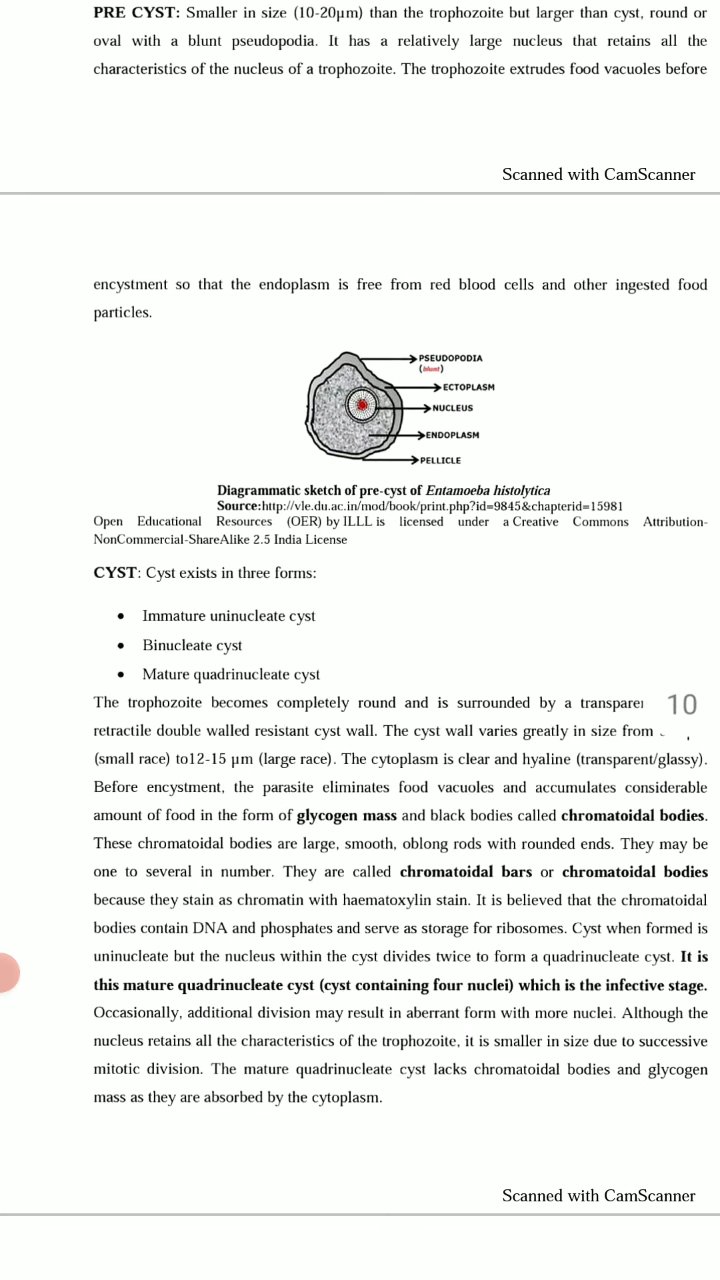 PRE CYST: Smaller in size (10-20μm) than the trophozoite but larger than cyst, round or
oval with a blunt pseudopodia. It has a relatively large nucleus that retains all the
characteristics of the nucleus of a trophozoite. The trophozoite extrudes food vacuoles before
Scanned with CamScanner
encystment so that the endoplasm is free from red blood cells and other ingested food
particles.
PSEUDOPODIA
(blunt)
ECTOPLASM
NUCLEUS
ENDOPLASM
PELLICLE
Diagrammatic sketch of pre-cyst of Entamoeba histolytica
Source:http://vle.du.ac.in/mod/book/print.php?id=9845&chapterid=15981
Open Educational Resources (OER) by ILLL is licensed under a Creative Commons Attribution-
NonCommercial-ShareAlike 2.5 India License
CYST: Cyst exists in three forms:
• Immature uninucleate cyst
• Binucleate cyst
• Mature quadrinucleate cyst
The trophozoite becomes completely round and is surrounded by a
10
retractile double walled resistant cyst wall. The cyst wall varies greatly in size from
(small race) to12-15 μm (large race). The cytoplasm is clear and hyaline (transparent/glassy).
Before encystment, the parasite eliminates food vacuoles and accumulates considerable
amount of food in the form of glycogen mass and black bodies called chromatoidal bodies.
These chromatoidal bodies are large, smooth, oblong rods with rounded ends. They may be
one to several in number. They are called chromatoidal bars or chromatoidal bodies
because they stain as chromatin with haematoxylin stain. It is believed that the chromatoidal
bodies contain DNA and phosphates and serve as storage for ribosomes. Cyst when formed is
uninucleate but the nucleus within the cyst divides twice to form a quadrinucleate cyst. It is
this mature quadrinucleate cyst (cyst containing four nuclei) which is the infective stage.
Occasionally, additional division may result in aberrant form with more nuclei. Although the
nucleus retains all the characteristics of the trophozoite, it is smaller in size due to successive
mitotic division. The mature quadrinucleate cyst lacks chromatoidal bodies and glycogen
mass as they are absorbed by the cytoplasm.
Scanned with CamScanner